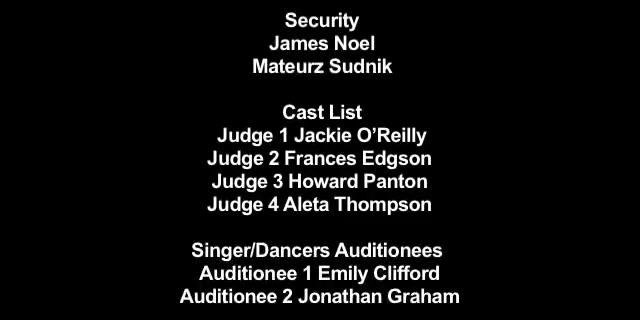 Security
James Noel
Mateurz Sudnik
Cast List
Judge 1 Jackie O’Reilly
Judge 2 Frances Edgson
Judge 3 Howard Panton
Judge 4 Aleta Thompson
Singer/Dancers Auditionees
Auditionee 1 Emily Clifford
Auditionee 2 Jonathan Graham